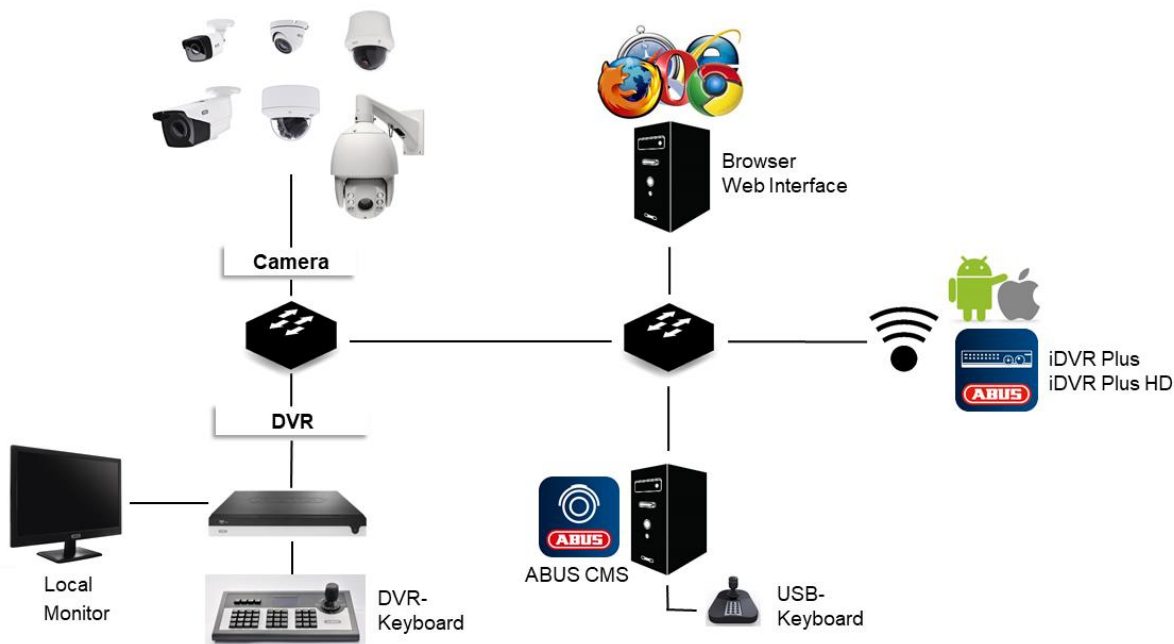 Browser
Web Interface
Camera
iDVR Plus
iDVR Plus HD
ABUS
DVR
ABUS
ABUS CMS
Local
Monitor
DVR-
Keyboard
USB-
Keyboard